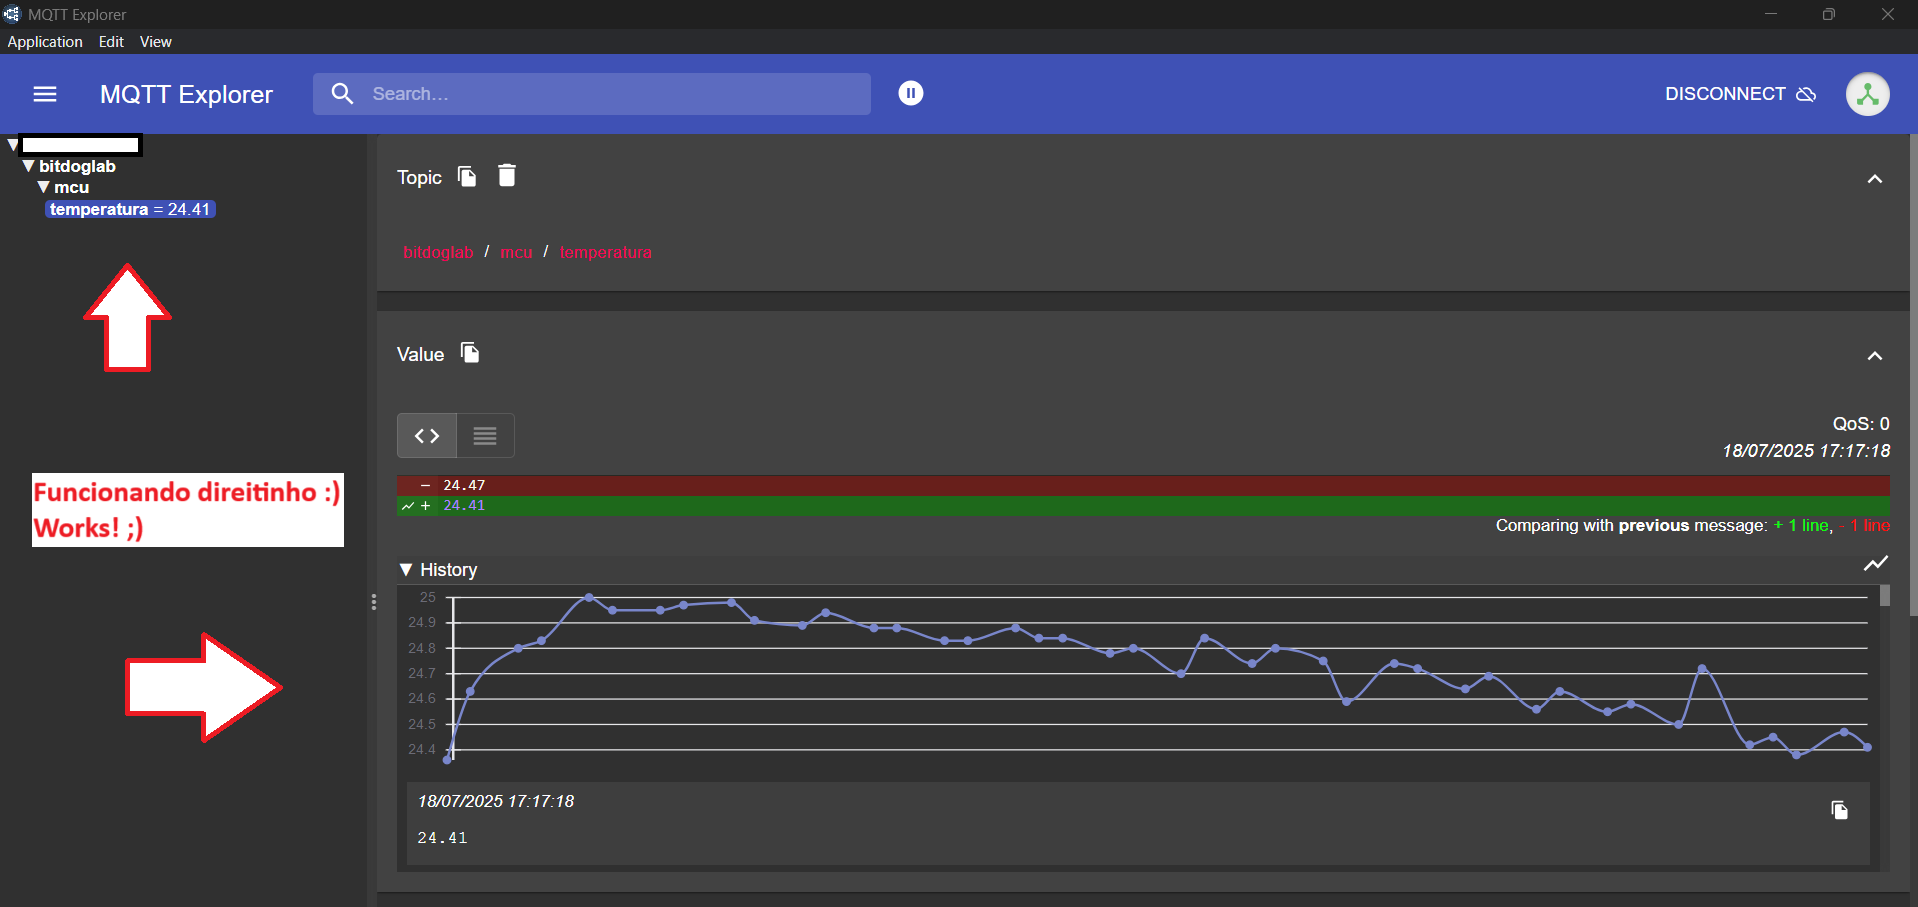 MQTT Explorer
Application Edit View
MQTT Explorer
Search...
DISCONNECT
bitdoglab
mcu
temperatura = 24.41
Funcionando direitinho :)
Works! ;)
Topic
bitdoglab / mcu / temperatura
Value
QoS: 0
18/07/2025 17:17:18
- 24.47
+ 24.41
Comparing with previous message: + 1 line, - 1 line
History
25
24.9
24.8
24.7
24.6
24.5
24.4
18/07/2025 17:17:18
24.41